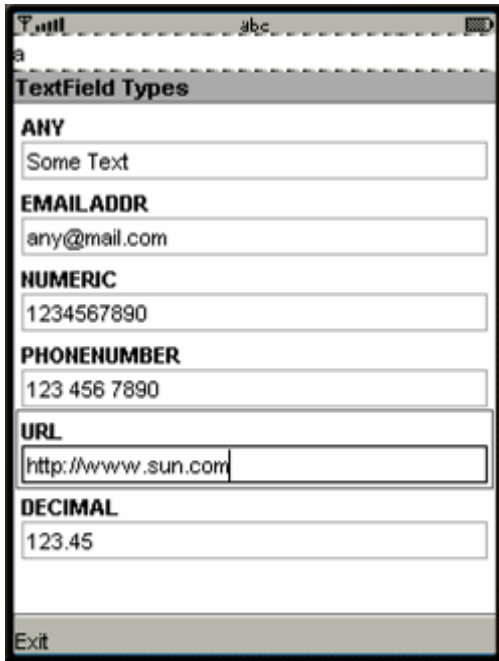 abc
a
TextField Types
ANY
Some Text
EMAILADDR
any@mail.com
NUMERIC
1234567890
PHONENUMBER
123 456 7890
URL
http://www.sun.com
DECIMAL
123.45
Exit